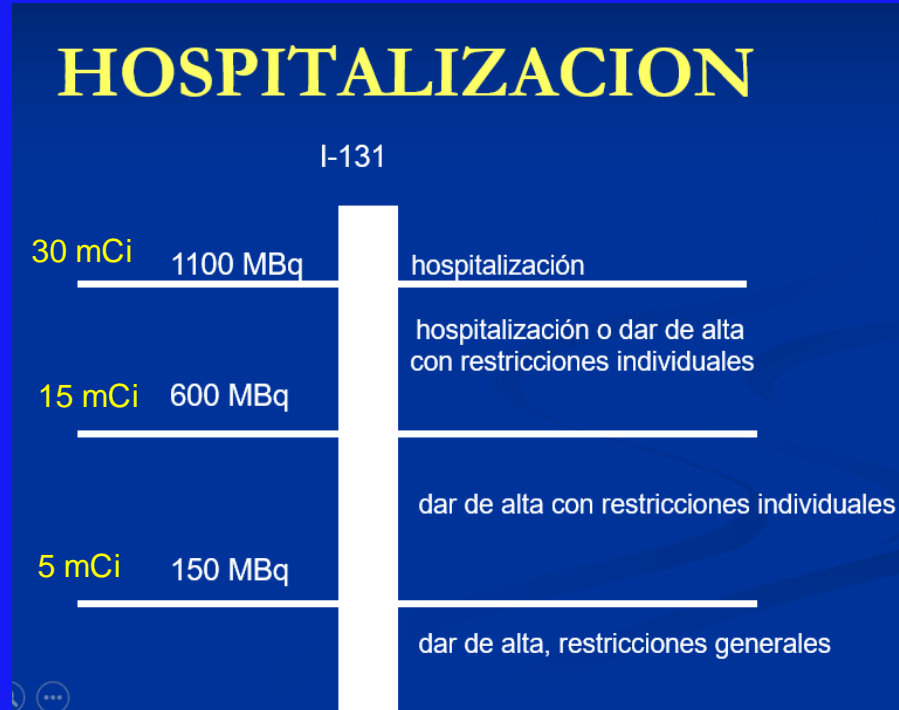 HOSPITALIZACION
I-131
30 mCi 1100 MBq hospitalización
hospitalización o dar de alta
con restricciones individuales
15 mCi 600 MBq
dar de alta con restricciones individuales
5 mCi 150 MBq
dar de alta, restricciones generales